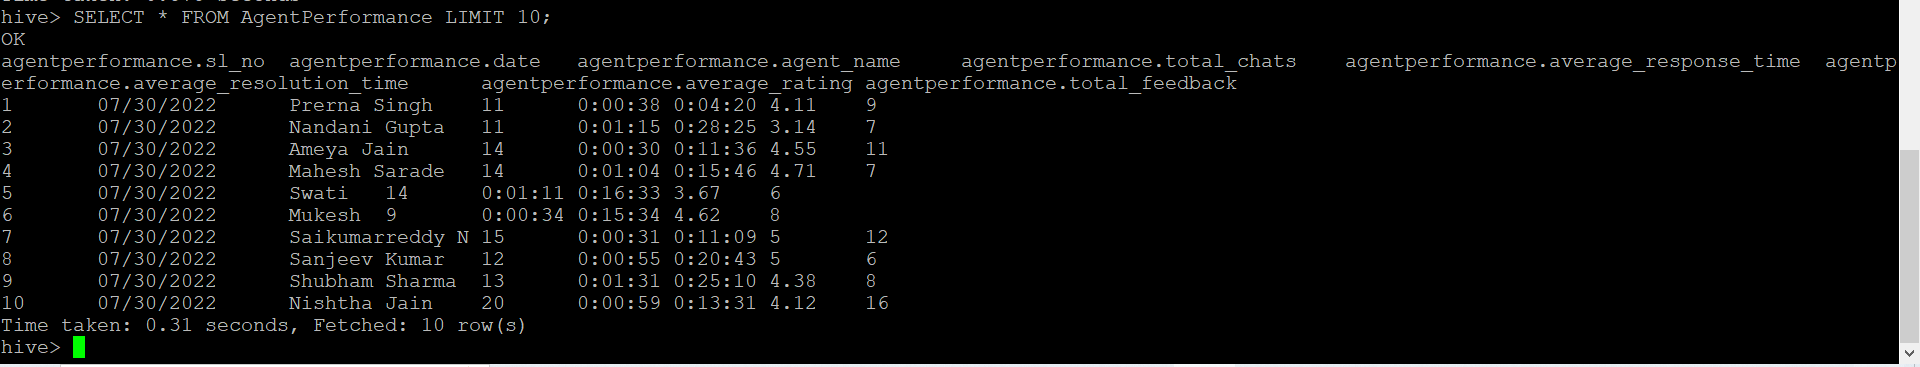 hive> SELECT * FROM AgentPerformance LIMIT 10;
OK
agentperformance.sl_no  agentperformance.date   agentperformance.agent_name     agentperformance.total_chats    agentperformance.average_response_time  agentp
erformance.average_resolution_time      agentperformance.average_rating agentperformance.total_feedback
1       07/30/2022      Prerna Singh    11      0:00:38 0:04:20 4.11    9
2       07/30/2022      Nandani Gupta   11      0:01:15 0:28:25 3.14    7
3       07/30/2022      Ameya Jain      14      0:00:30 0:11:36 4.55    11
4       07/30/2022      Mahesh Sarade   14      0:01:04 0:15:46 4.71    7
5       07/30/2022      Swati   14      0:01:11 0:16:33 3.67    6
6       07/30/2022      Mukesh  9       0:00:34 0:15:34 4.62    8
7       07/30/2022      Saikumarreddy N 15      0:00:31 0:11:09 5       12
8       07/30/2022      Sanjeev Kumar   12      0:00:55 0:20:43 5       6
9       07/30/2022      Shubham Sharma  13      0:01:31 0:25:10 4.38    8
10      07/30/2022      Nishtha Jain    20      0:00:59 0:13:31 4.12    16
Time taken: 0.31 seconds, Fetched: 10 row(s)
hive>